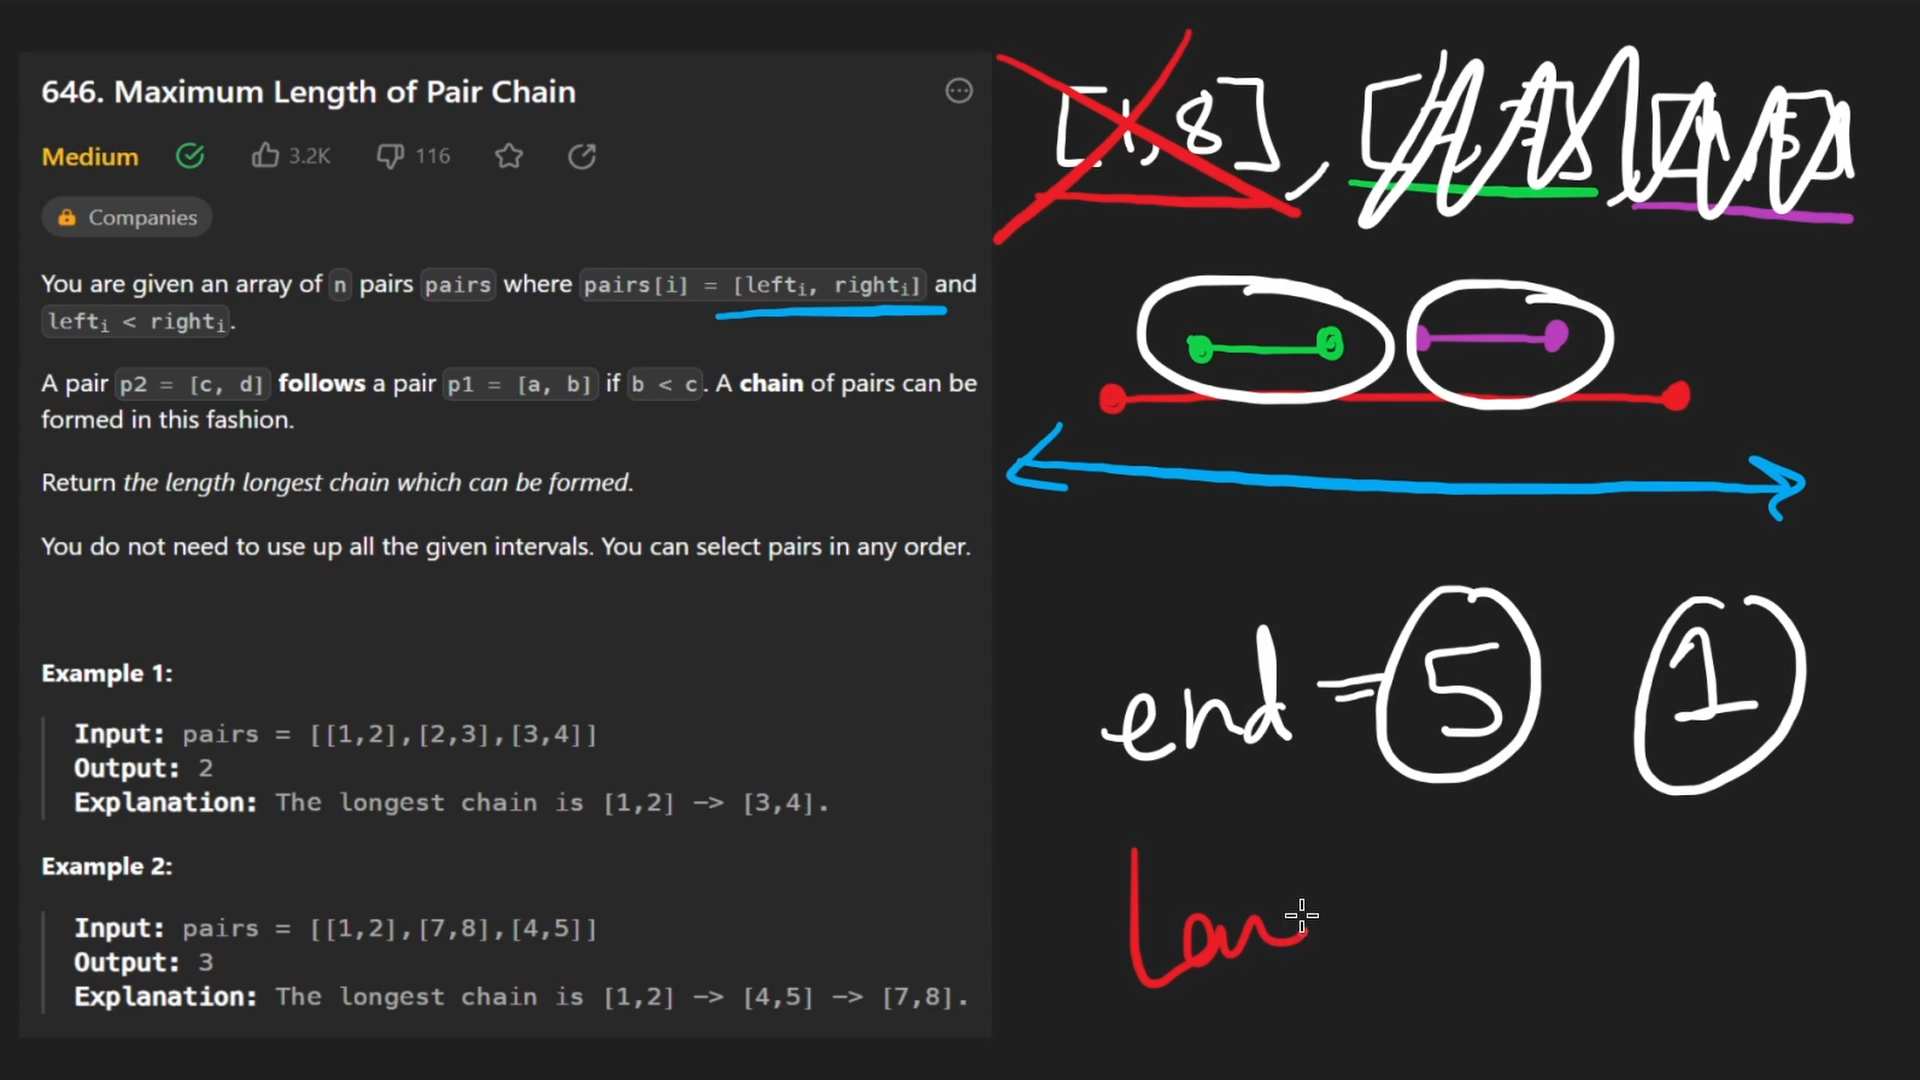 646. Maximum Length of Pair Chain
Medium 3.2K 116
Companies
You are given an array of n pairs pairs where pairs[i] = [leftᵢ, rightᵢ] and
leftᵢ < rightᵢ.
A pair p2 = [c, d] follows a pair p1 = [a, b] if b < c. A chain of pairs can be
formed in this fashion.
Return the length longest chain which can be formed.
You do not need to use up all the given intervals. You can select pairs in any order.
Example 1:
Input: pairs = [[1,2],[2,3],[3,4]]
Output: 2
Explanation: The longest chain is [1,2] -> [3,4].
Example 2:
Input: pairs = [[1,2],[7,8],[4,5]]
Output: 3
Explanation: The longest chain is [1,2] -> [4,5] -> [7,8].
[1,8],
end = 5 1